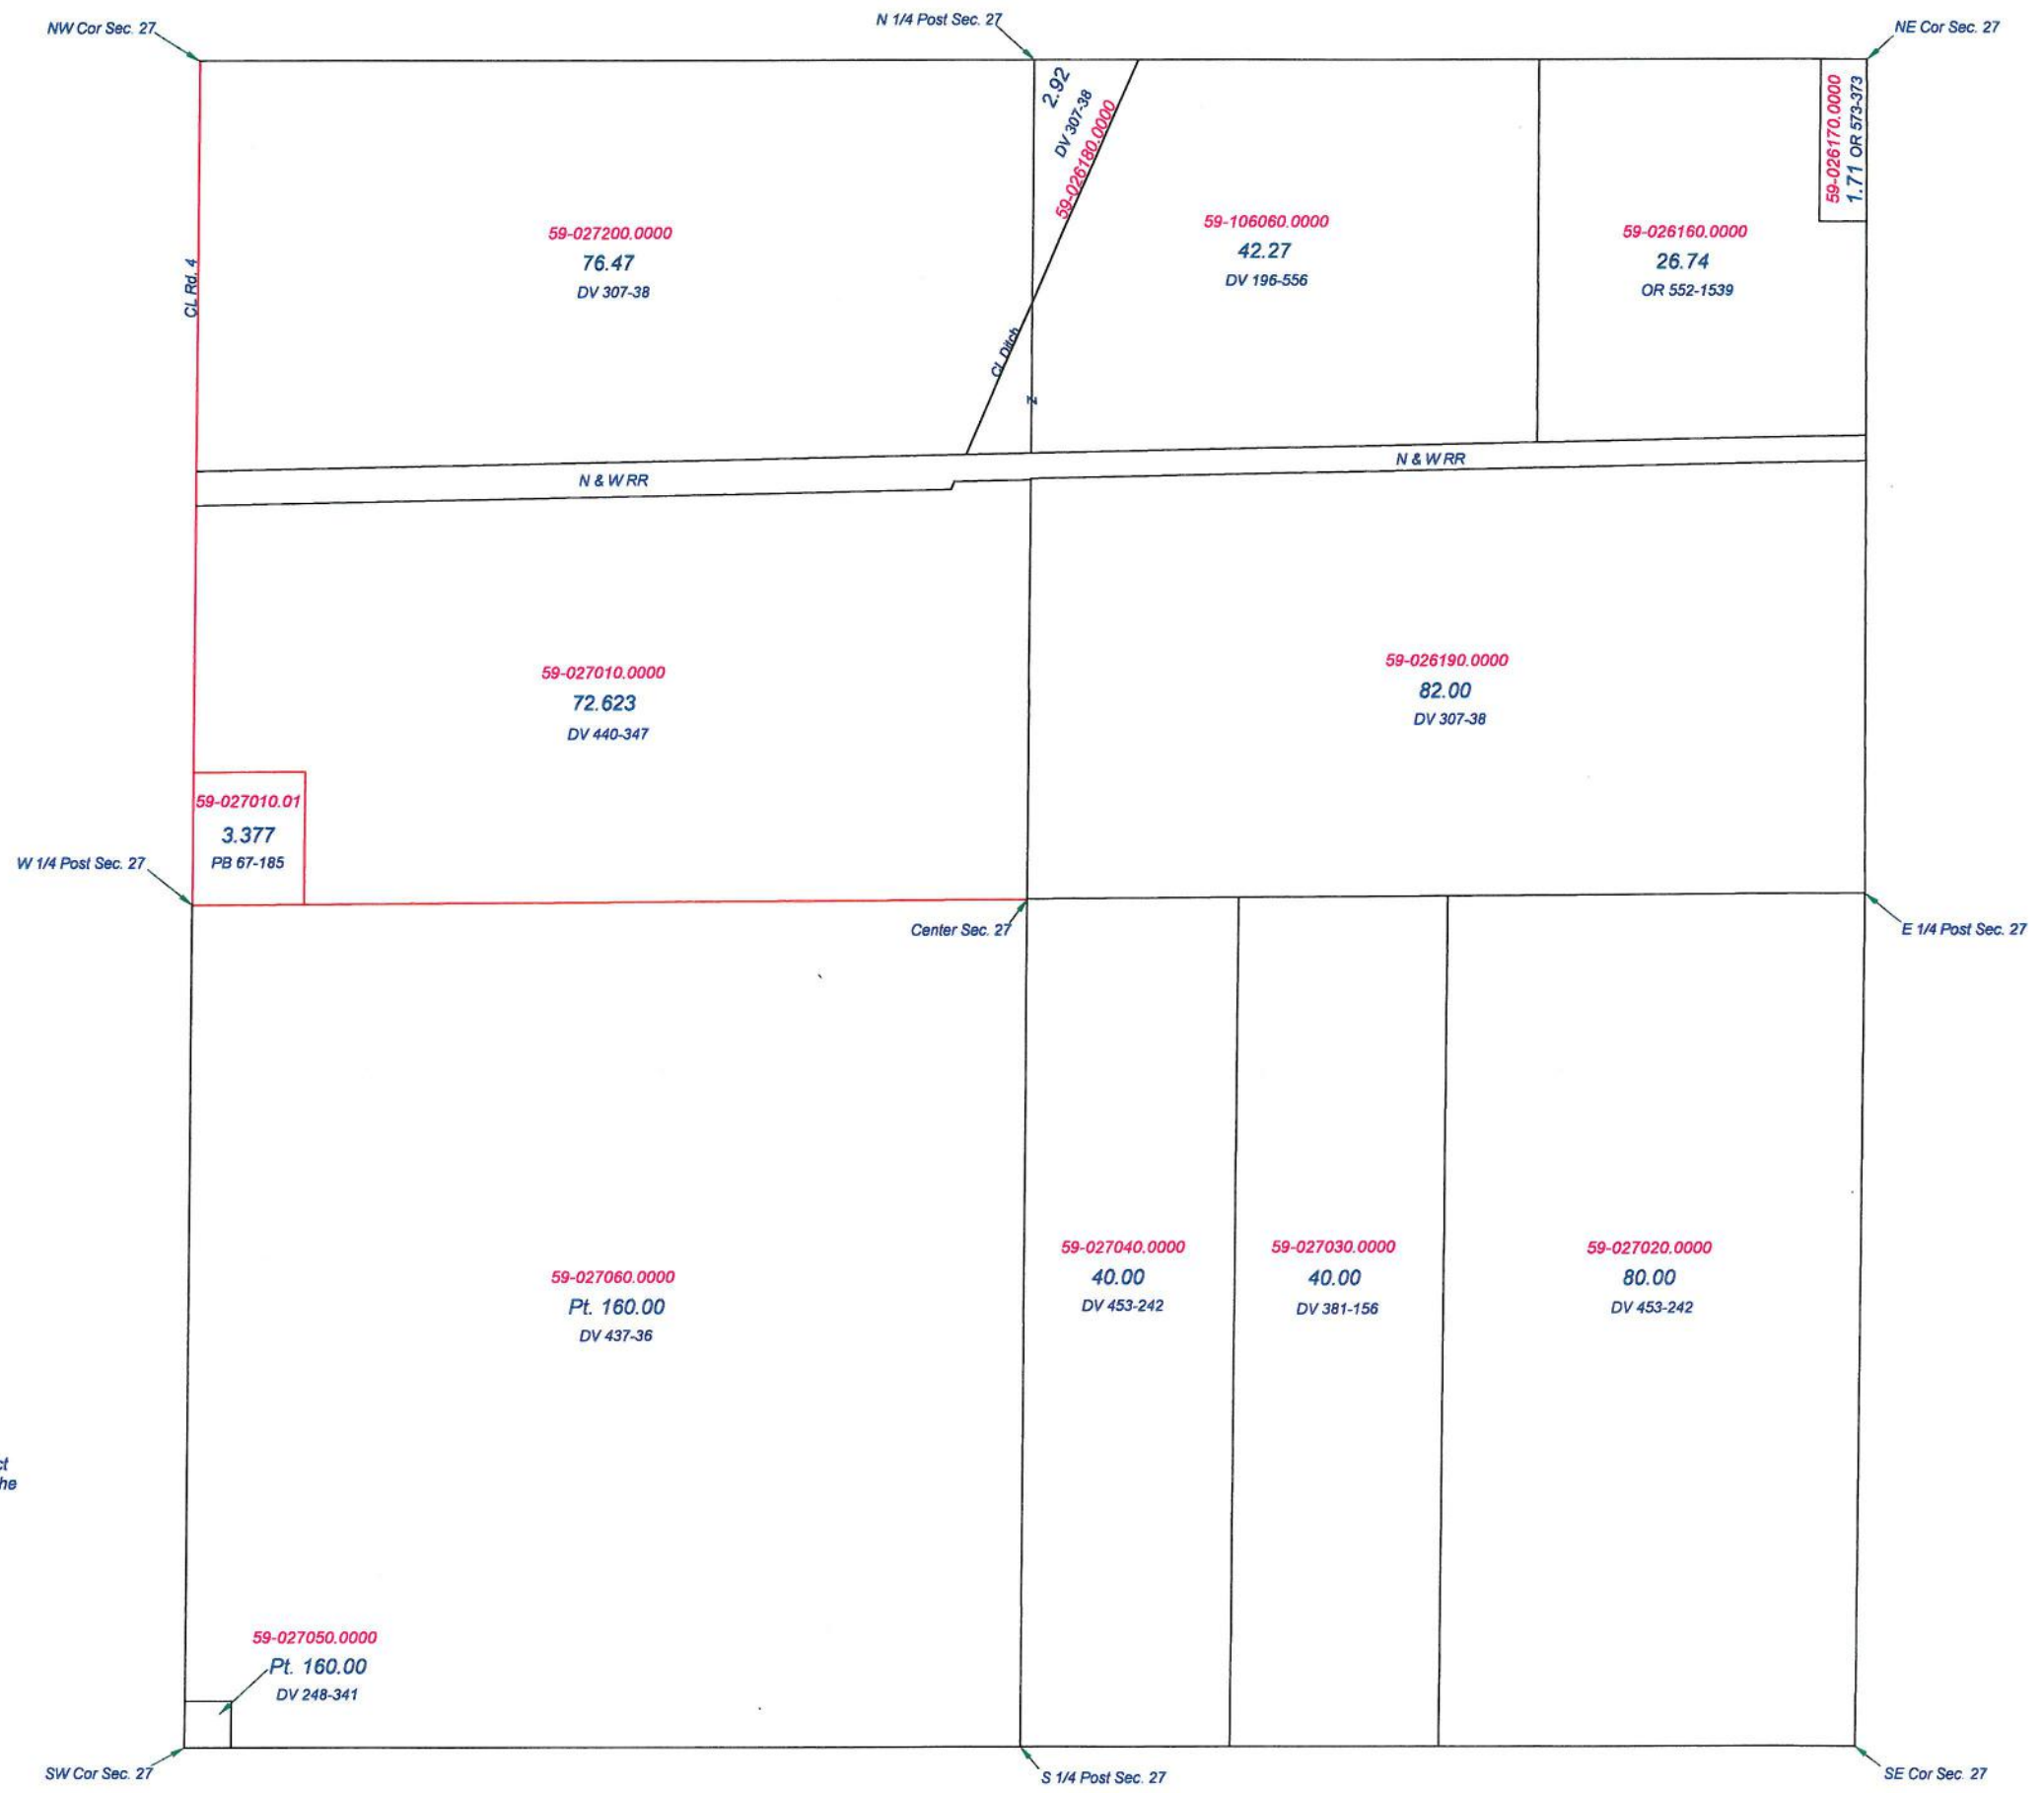 NW Cor Sec. 27
N 1/4 Post Sec. 27
NE Cor Sec. 27
2.92
DV 307-38
59-026180.0000
59-026170.0000
1.71 OR 573-373
CL Rd. 4
59-027200.0000
76.47
DV 307-38
59-106060.0000
42.27
DV 196-556
59-026160.0000
26.74
OR 552-1539
CL Ditch
Z
N & W RR
N & W RR
59-027010.0000
72.623
DV 440-347
59-026190.0000
82.00
DV 307-38
59-027010.01
3.377
PB 67-185
W 1/4 Post Sec. 27
Center Sec. 27
E 1/4 Post Sec. 27
59-027060.0000
Pt. 160.00
DV 437-36
59-027040.0000
40.00
DV 453-242
59-027030.0000
40.00
DV 381-156
59-027020.0000
80.00
DV 453-242
ct
he
59-027050.0000
Pt. 160.00
DV 248-341
SW Cor Sec. 27
S 1/4 Post Sec. 27
SE Cor Sec. 27